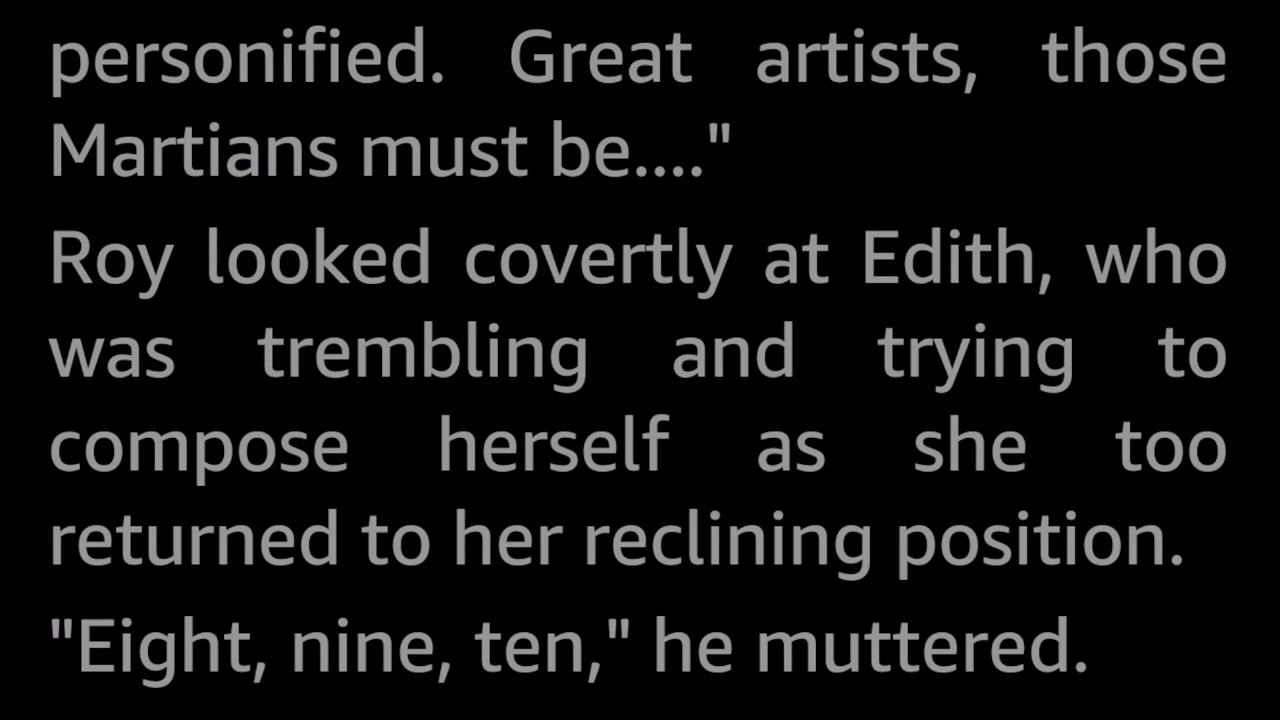 personified. Great artists, those
Martians must be...."
Roy looked covertly at Edith, who
was trembling and trying to
compose herself as she too
returned to her reclining position.
"Eight, nine, ten," he muttered.